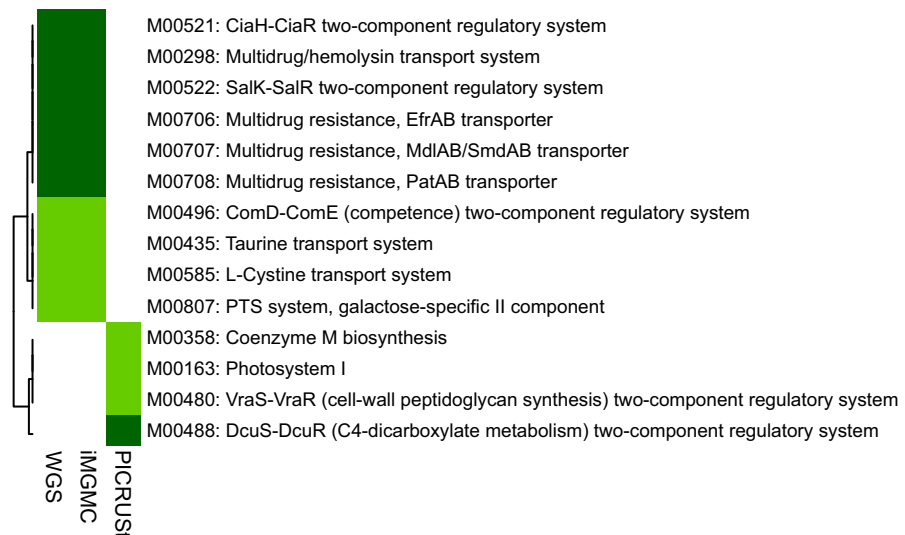 M00521: CiaH-CiaR two-component regulatory system
M00298: Multidrug/hemolysin transport system
M00522: SalK-SalR two-component regulatory system
M00706: Multidrug resistance, EfrAB transporter
M00707: Multidrug resistance, MdlAB/SmdAB transporter
M00708: Multidrug resistance, PatAB transporter
M00496: ComD-ComE (competence) two-component regulatory system
M00435: Taurine transport system
M00585: L-Cystine transport system
M00807: PTS system, galactose-specific II component
M00358: Coenzyme M biosynthesis
M00163: Photosystem I
M00480: VraS-VraR (cell-wall peptidoglycan synthesis) two-component regulatory system
M00488: DcuS-DcuR (C4-dicarboxylate metabolism) two-component regulatory system
WGS
iMGMC
PICRUSt